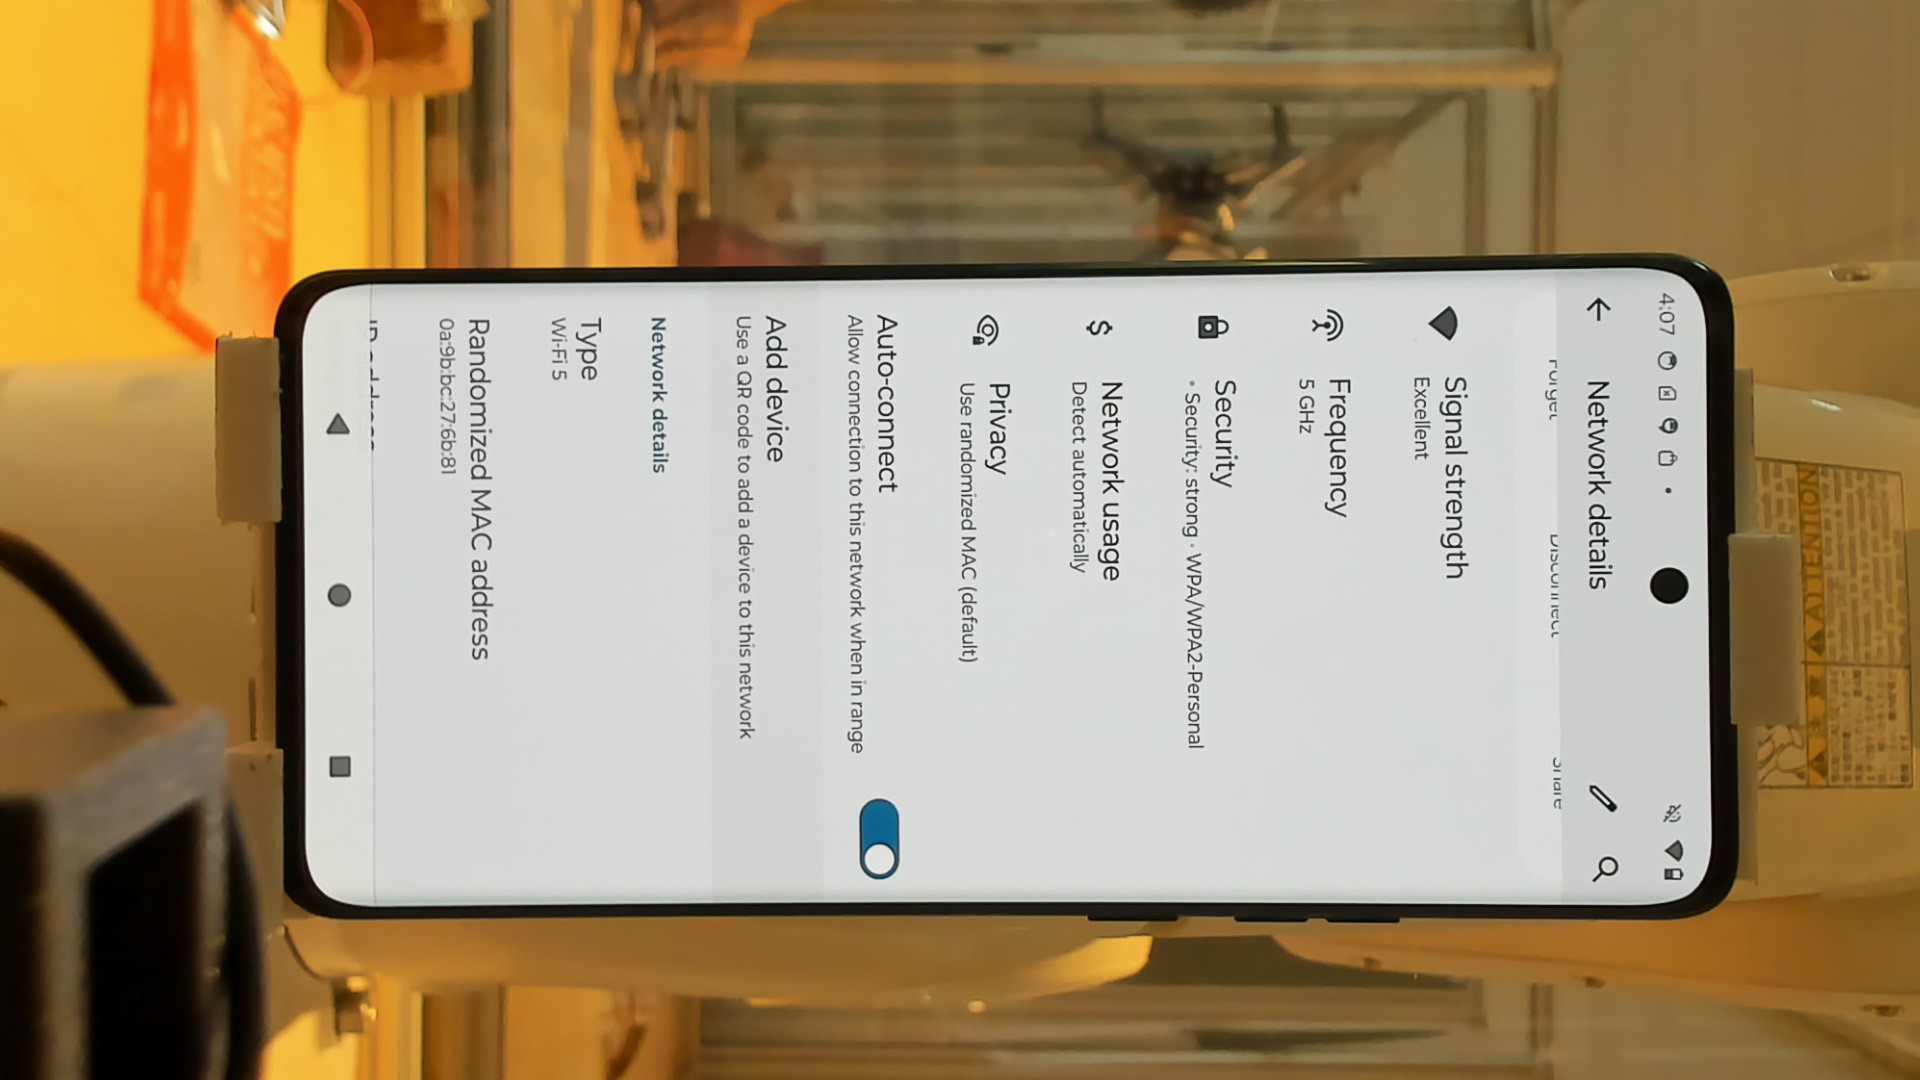 4:07
Network details
Forget Disconnect Share
Signal strength
Excellent
Frequency
5 GHz
Security
• Security: strong · WPA/WPA2-Personal
Network usage
Detect automatically
Privacy
Use randomized MAC (default)
Auto-connect
Allow connection to this network when in range
Add device
Use a QR code to add a device to this network
Network details
Type
Wi-Fi 5
Randomized MAC address
0a:9b:bc:27:6b:81
IP address
ATTENTION